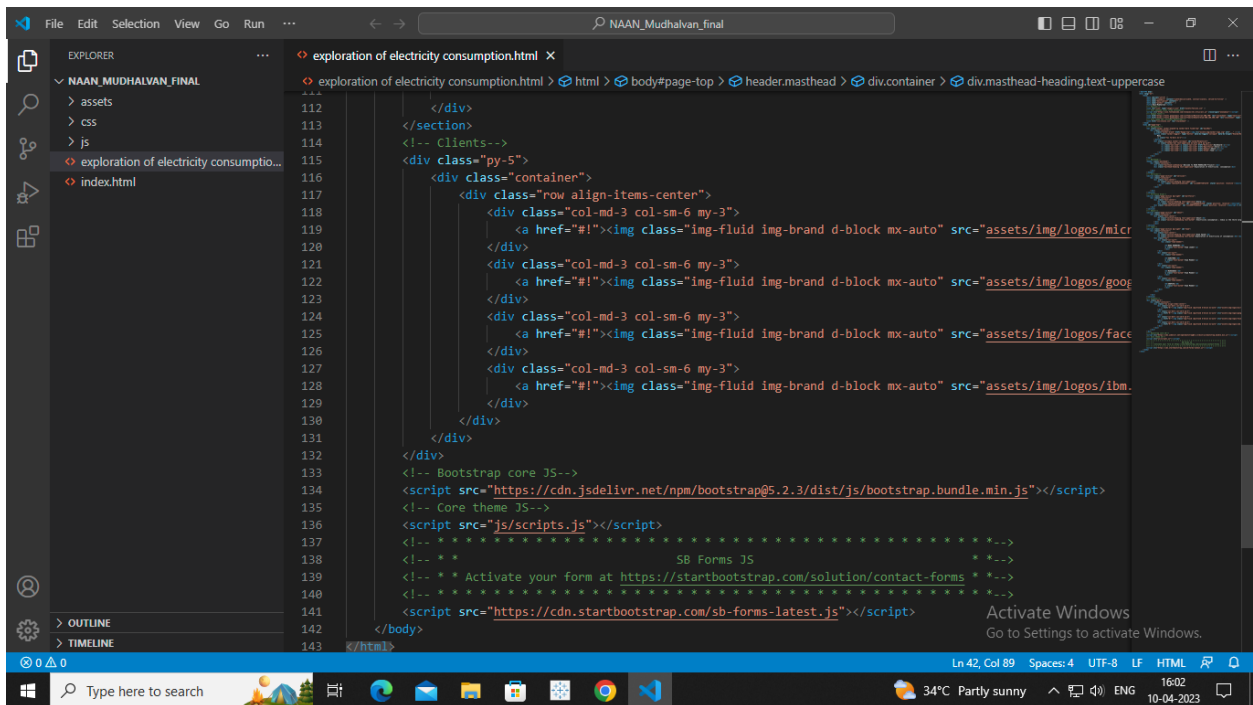 File Edit Selection View Go Run ···
NAAN_Mudhalvan_final
EXPLORER
NAAN_MUDHALVAN_FINAL
assets
css
js
exploration of electricity consumptio...
index.html
OUTLINE
TIMELINE
exploration of electricity consumption.html
exploration of electricity consumption.html > html > body#page-top > header.masthead > div.container > div.masthead-heading.text-uppercase
111
112 </div>
113 </section>
114 <!-- Clients-->
115 <div class="py-5">
116 <div class="container">
117 <div class="row align-items-center">
118 <div class="col-md-3 col-sm-6 my-3">
119 <a href="#!"><img class="img-fluid img-brand d-block mx-auto" src="assets/img/logos/micr
120 </div>
121 <div class="col-md-3 col-sm-6 my-3">
122 <a href="#!"><img class="img-fluid img-brand d-block mx-auto" src="assets/img/logos/goog
123 </div>
124 <div class="col-md-3 col-sm-6 my-3">
125 <a href="#!"><img class="img-fluid img-brand d-block mx-auto" src="assets/img/logos/face
126 </div>
127 <div class="col-md-3 col-sm-6 my-3">
128 <a href="#!"><img class="img-fluid img-brand d-block mx-auto" src="assets/img/logos/ibm.
129 </div>
130 </div>
131 </div>
132 </div>
133 <!-- Bootstrap core JS-->
134 <script src="https://cdn.jsdelivr.net/npm/bootstrap@5.2.3/dist/js/bootstrap.bundle.min.js"></script>
135 <!-- Core theme JS-->
136 <script src="js/scripts.js"></script>
137 <!-- * * * * * * * * * * * * * * * * * * * * * * * * * * * * * * * * * * * * * * * *-->
138 <!-- * * SB Forms JS * *-->
139 <!-- * * Activate your form at https://startbootstrap.com/solution/contact-forms * *-->
140 <!-- * * * * * * * * * * * * * * * * * * * * * * * * * * * * * * * * * * * * * * * *-->
141 <script src="https://cdn.startbootstrap.com/sb-forms-latest.js"></script>
142 </body>
143 </html>
Activate Windows
Go to Settings to activate Windows.
0 0
Ln 42, Col 89 Spaces: 4 UTF-8 LF HTML
Type here to search
34°C Partly sunny
ENG
16:02
10-04-2023